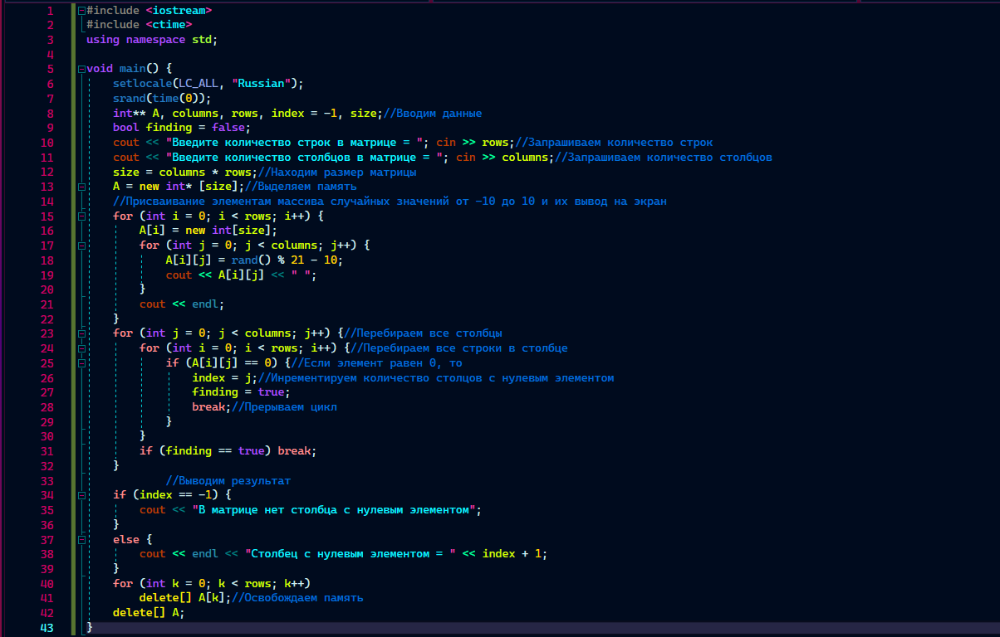 1 #include <iostream>
2 #include <ctime>
3 using namespace std;
4
5 void main() {
6 setlocale(LC_ALL, "Russian");
7 srand(time(0));
8 int** A, columns, rows, index = -1, size;//Вводим данные
9 bool finding = false;
10 cout << "Введите количество строк в матрице = "; cin >> rows;//Запрашиваем количество строк
11 cout << "Введите количество столбцов в матрице = "; cin >> columns;//Запрашиваем количество столбцов
12 size = columns * rows;//Находим размер матрицы
13 A = new int* [size];//Выделяем память
14 //Присваивание элементам массива случайных значений от -10 до 10 и их вывод на экран
15 for (int i = 0; i < rows; i++) {
16 A[i] = new int[size];
17 for (int j = 0; j < columns; j++) {
18 A[i][j] = rand() % 21 - 10;
19 cout << A[i][j] << " ";
20 }
21 cout << endl;
22 }
23 for (int j = 0; j < columns; j++) {//Перебираем все столбцы
24 for (int i = 0; i < rows; i++) {//Перебираем все строки в столбце
25 if (A[i][j] == 0) {//Если элемент равен 0, то
26 index = j;//Инрементируем количество столцов с нулевым элементом
27 finding = true;
28 break;//Прерываем цикл
29 }
30 }
31 if (finding == true) break;
32 }
33 //Выводим результат
34 if (index == -1) {
35 cout << "В матрице нет столбца с нулевым элементом";
36 }
37 else {
38 cout << endl << "Столбец с нулевым элементом = " << index + 1;
39 }
40 for (int k = 0; k < rows; k++)
41 delete[] A[k];//Освобождаем память
42 delete[] A;
43 }